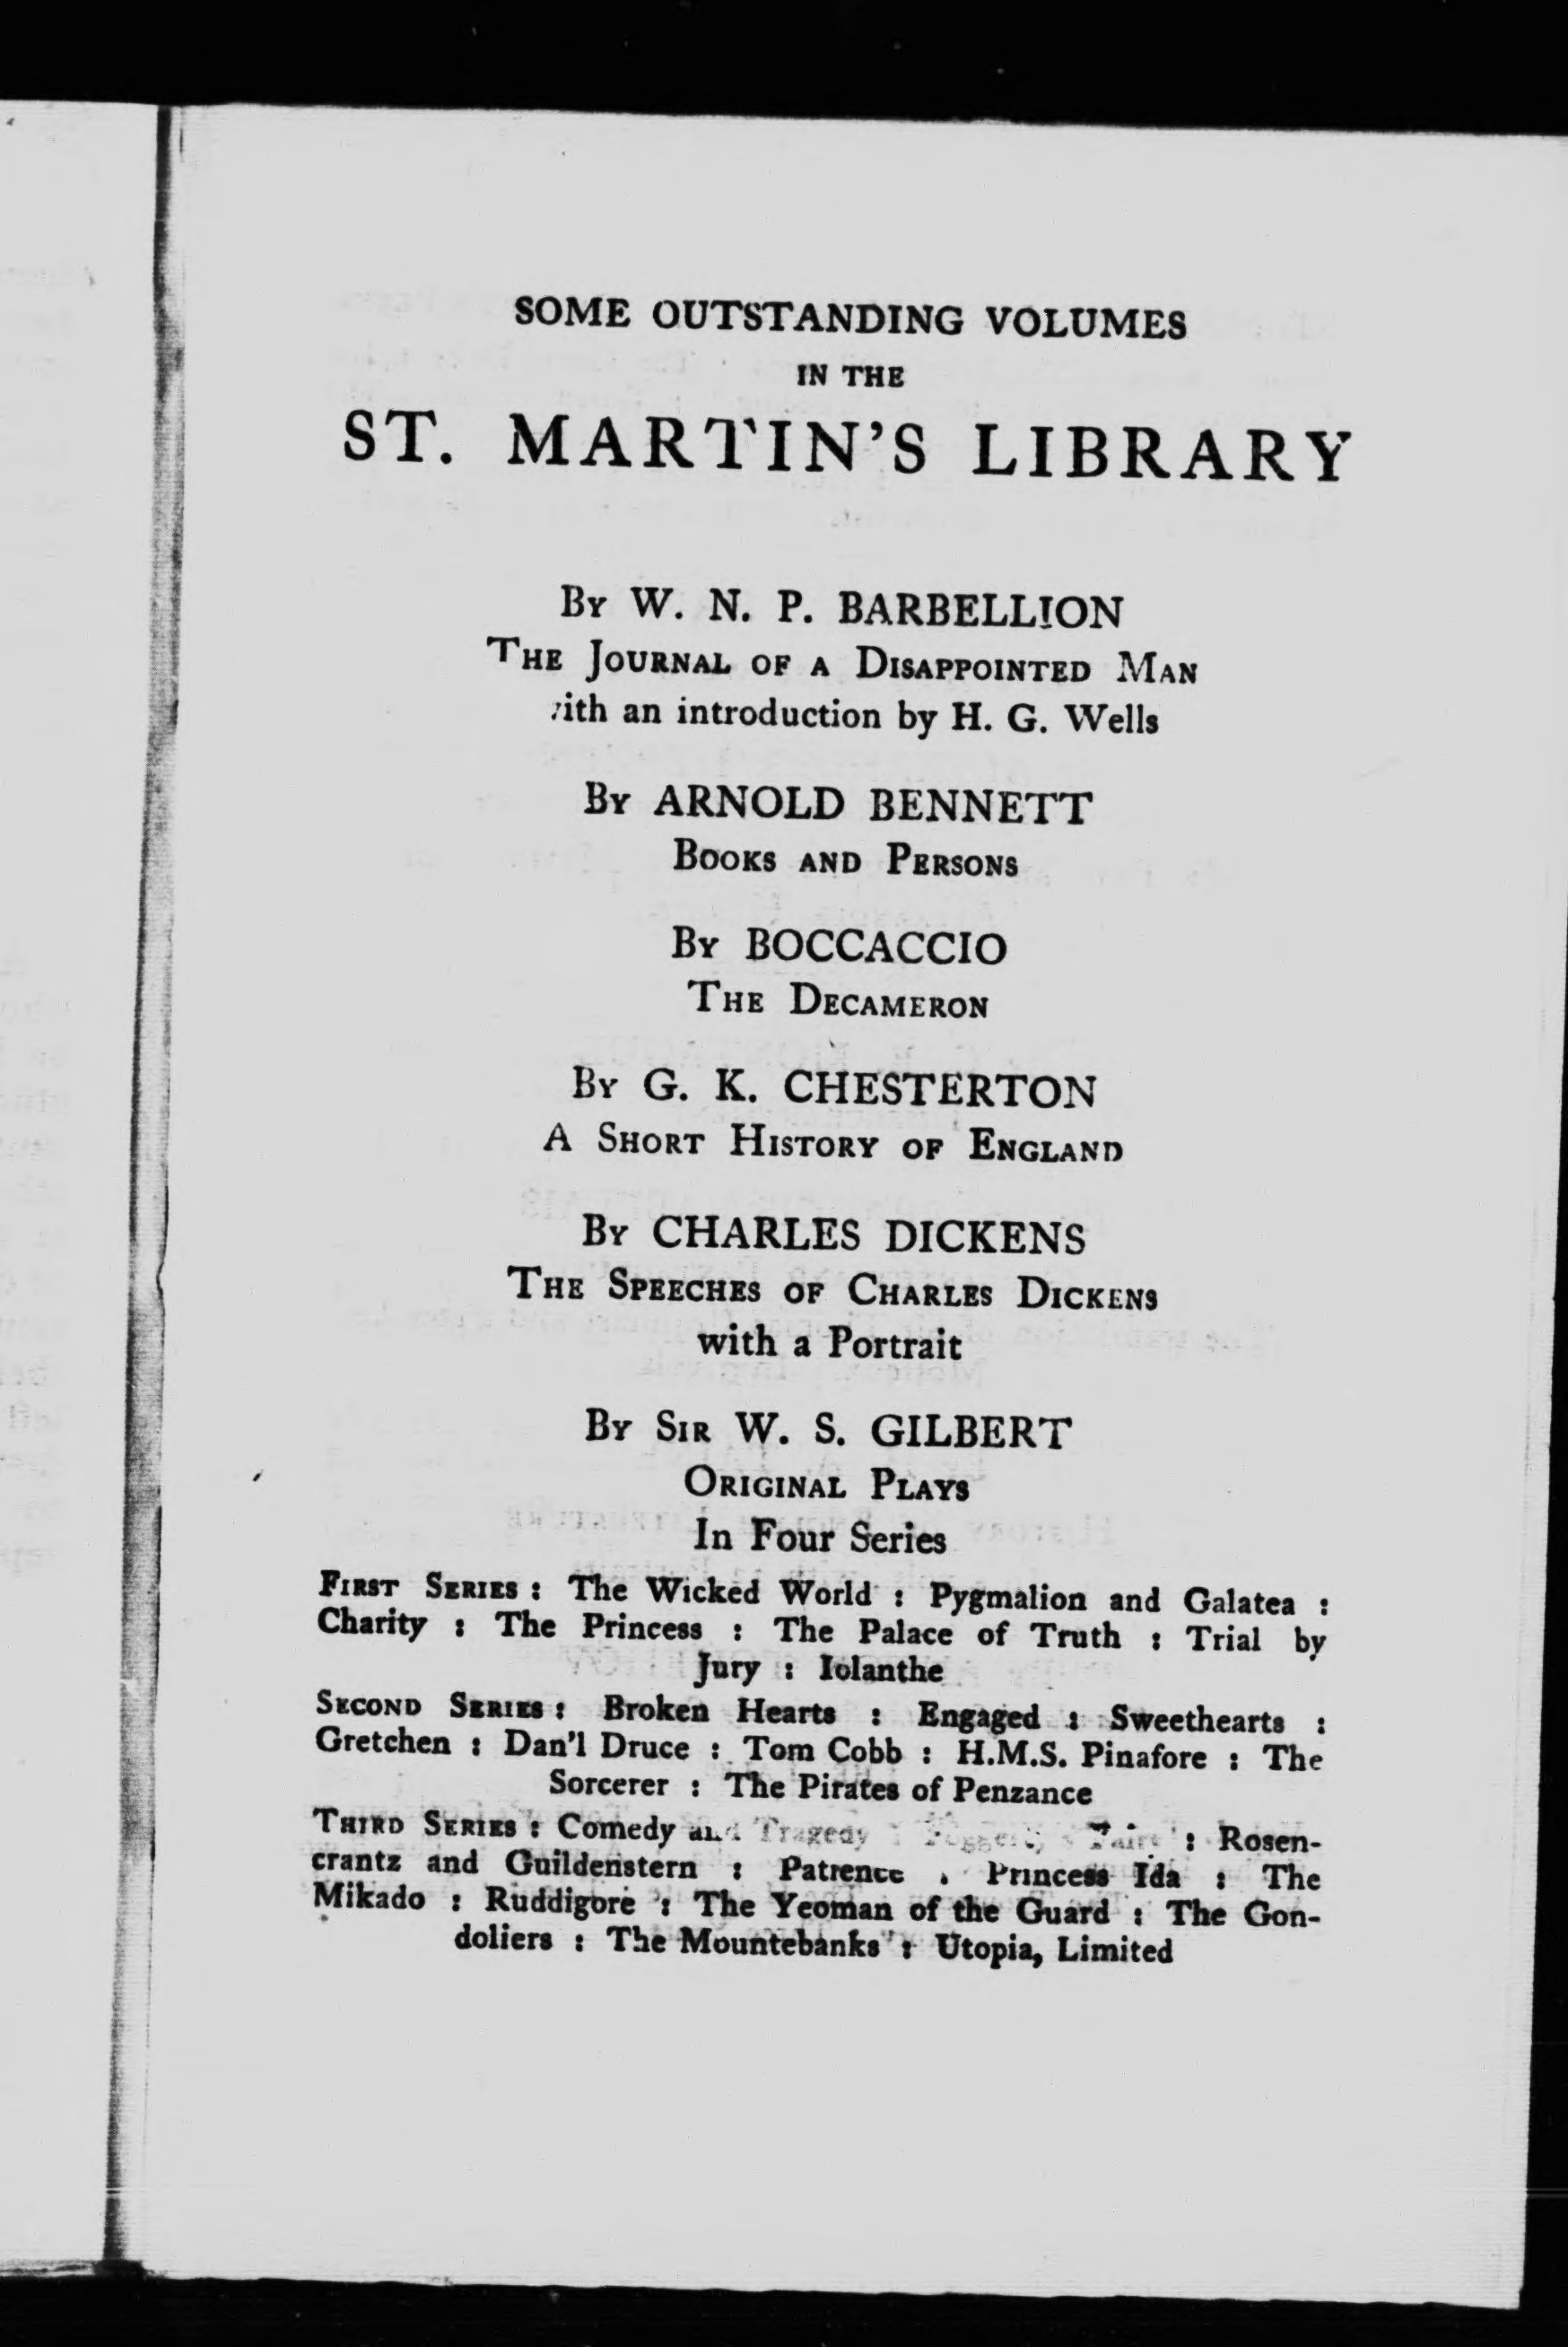 SOME OUTSTANDING VOLUMES
IN THE
ST. MARTIN'S LIBRARY
By W. N. P. BARBELLION
The Journal of a Disappointed Man
with an introduction by H. G. Wells
By ARNOLD BENNETT
Books and Persons
By BOCCACCIO
The Decameron
By G. K. CHESTERTON
A Short History of England
By CHARLES DICKENS
The Speeches of Charles Dickens
with a Portrait
By Sir W. S. GILBERT
Original Plays
In Four Series
First Series : The Wicked World : Pygmalion and Galatea :
Charity : The Princess : The Palace of Truth : Trial by
Jury : Iolanthe
Second Series : Broken Hearts : Engaged : Sweethearts :
Gretchen : Dan'l Druce : Tom Cobb : H.M.S. Pinafore : The
Sorcerer : The Pirates of Penzance
Third Series : Comedy and Tragedy : : Rosen-
crantz and Guildenstern : Patience : Princess Ida : The
Mikado : Ruddigore : The Yeoman of the Guard : The Gon-
doliers : The Mountebanks : Utopia, Limited